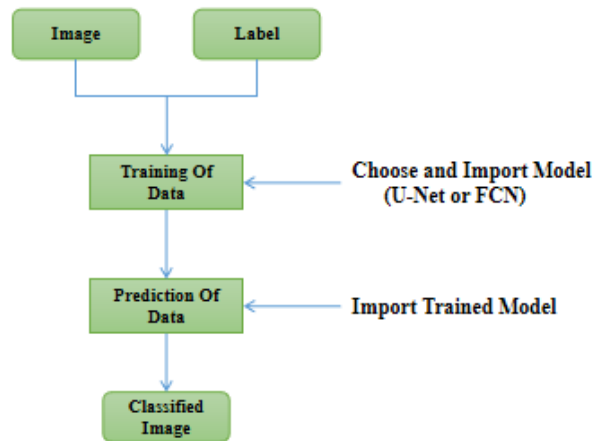 Image
Label
Training Of
Data
Choose and Import Model
(U-Net or FCN)
Prediction Of
Data
Import Trained Model
Classified
Image